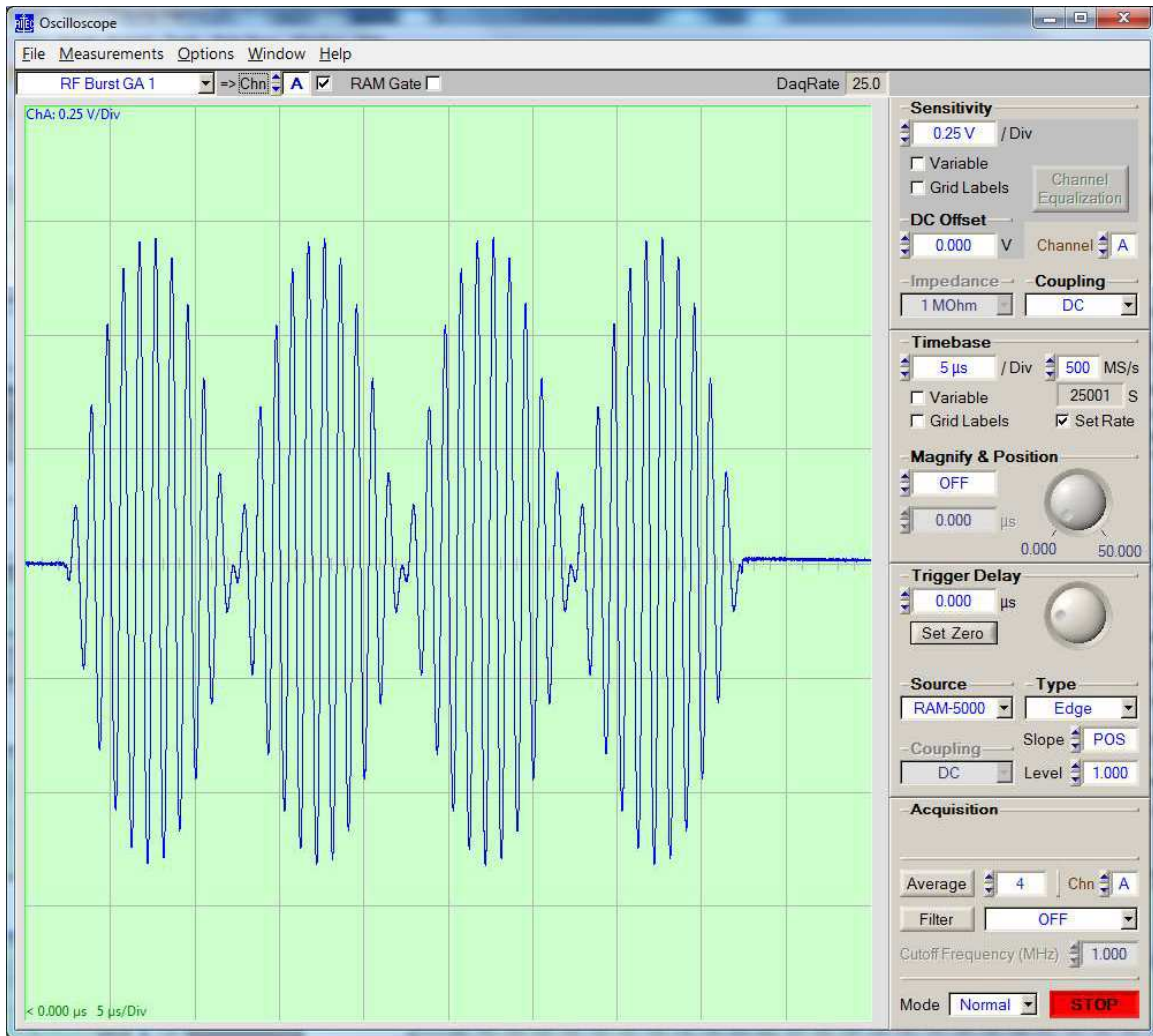 RITEC Oscilloscope
File Measurements Options Window Help
RF Burst GA 1 => Chn A RAM Gate DaqRate 25.0
ChA: 0.25 V/Div
Sensitivity
0.25 V / Div
Variable
Grid Labels
Channel Equalization
DC Offset
0.000 V Channel A
Impedance Coupling
1 MOhm DC
Timebase
5 µs / Div 500 MS/s
Variable 25001 S
Grid Labels Set Rate
Magnify & Position
OFF
0.000 µs
0.000 50.000
Trigger Delay
0.000 µs
Set Zero
Source Type
RAM-5000 Edge
Slope POS
Coupling
DC Level 1.000
Acquisition
Average 4 Chn A
Filter OFF
Cutoff Frequency (MHz) 1.000
< 0.000 µs 5 µs/Div
Mode Normal STOP